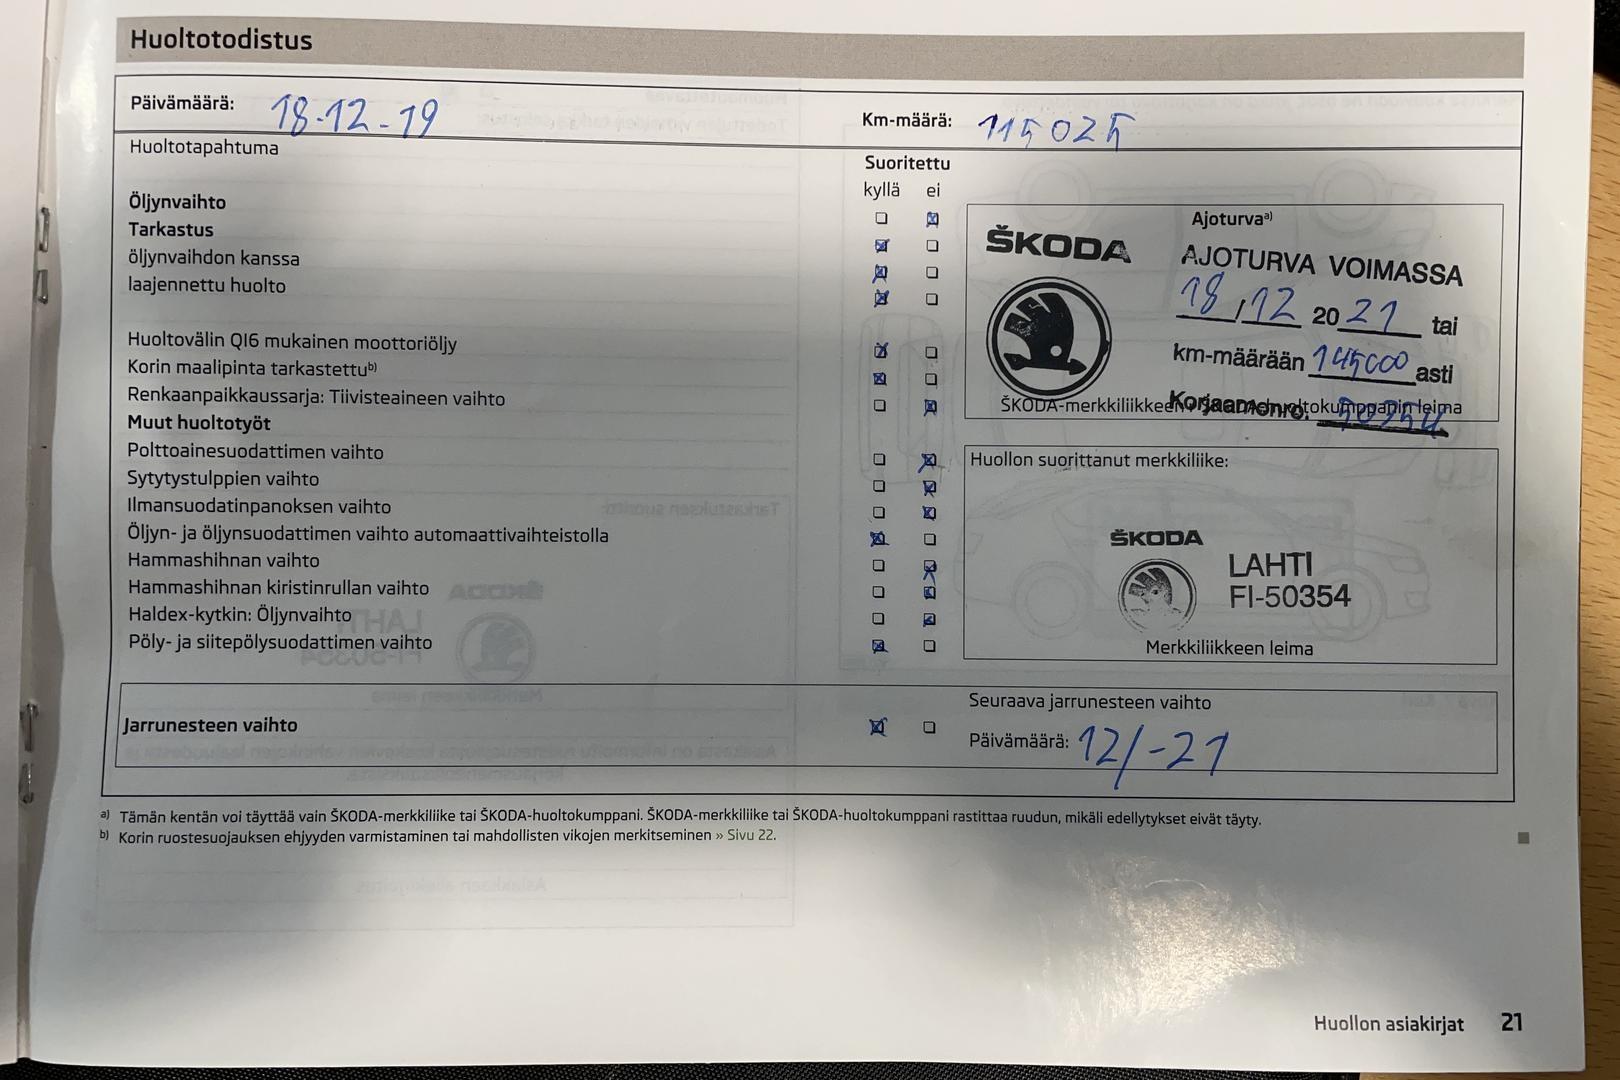 Huoltotodistus
Päivämäärä: 18-12-19
Km-määrä: 115025
Huoltotapahtuma
Suoritettu
kyllä ei
Öljynvaihto
Tarkastus
öljynvaihdon kanssa
laajennettu huolto
Huoltovälin QI6 mukainen moottoriöljy
Korin maalipinta tarkastettu b)
Renkaanpaikkaussarja: Tiivisteaineen vaihto
Muut huoltotyöt
Polttoainesuodattimen vaihto
Sytytystulppien vaihto
Ilmansuodatinpanoksen vaihto
Öljyn- ja öljynsuodattimen vaihto automaattivaihteistolla
Hammashihnan vaihto
Hammashihnan kiristinrullan vaihto
Haldex-kytkin: Öljynvaihto
Pöly- ja siitepölysuodattimen vaihto
Ajoturva a)
ŠKODA
AJOTURVA VOIMASSA
18/12 2021 tai
km-määrään 145000 asti
Korjaamonro. 50354
ŠKODA-merkkiliikkeen huoltokumppanin leima
Huollon suorittanut merkkiliike:
ŠKODA
LAHTI
FI-50354
Merkkiliikkeen leima
Jarrunesteen vaihto
Seuraava jarrunesteen vaihto
Päivämäärä: 12/-21
a) Tämän kentän voi täyttää vain ŠKODA-merkkiliike tai ŠKODA-huoltokumppani. ŠKODA-merkkiliike tai ŠKODA-huoltokumppani rastittaa ruudun, mikäli edellytykset eivät täyty.
b) Korin ruostesuojauksen ehjyyden varmistaminen tai mahdollisten vikojen merkitseminen » Sivu 22.
Huollon asiakirjat 21